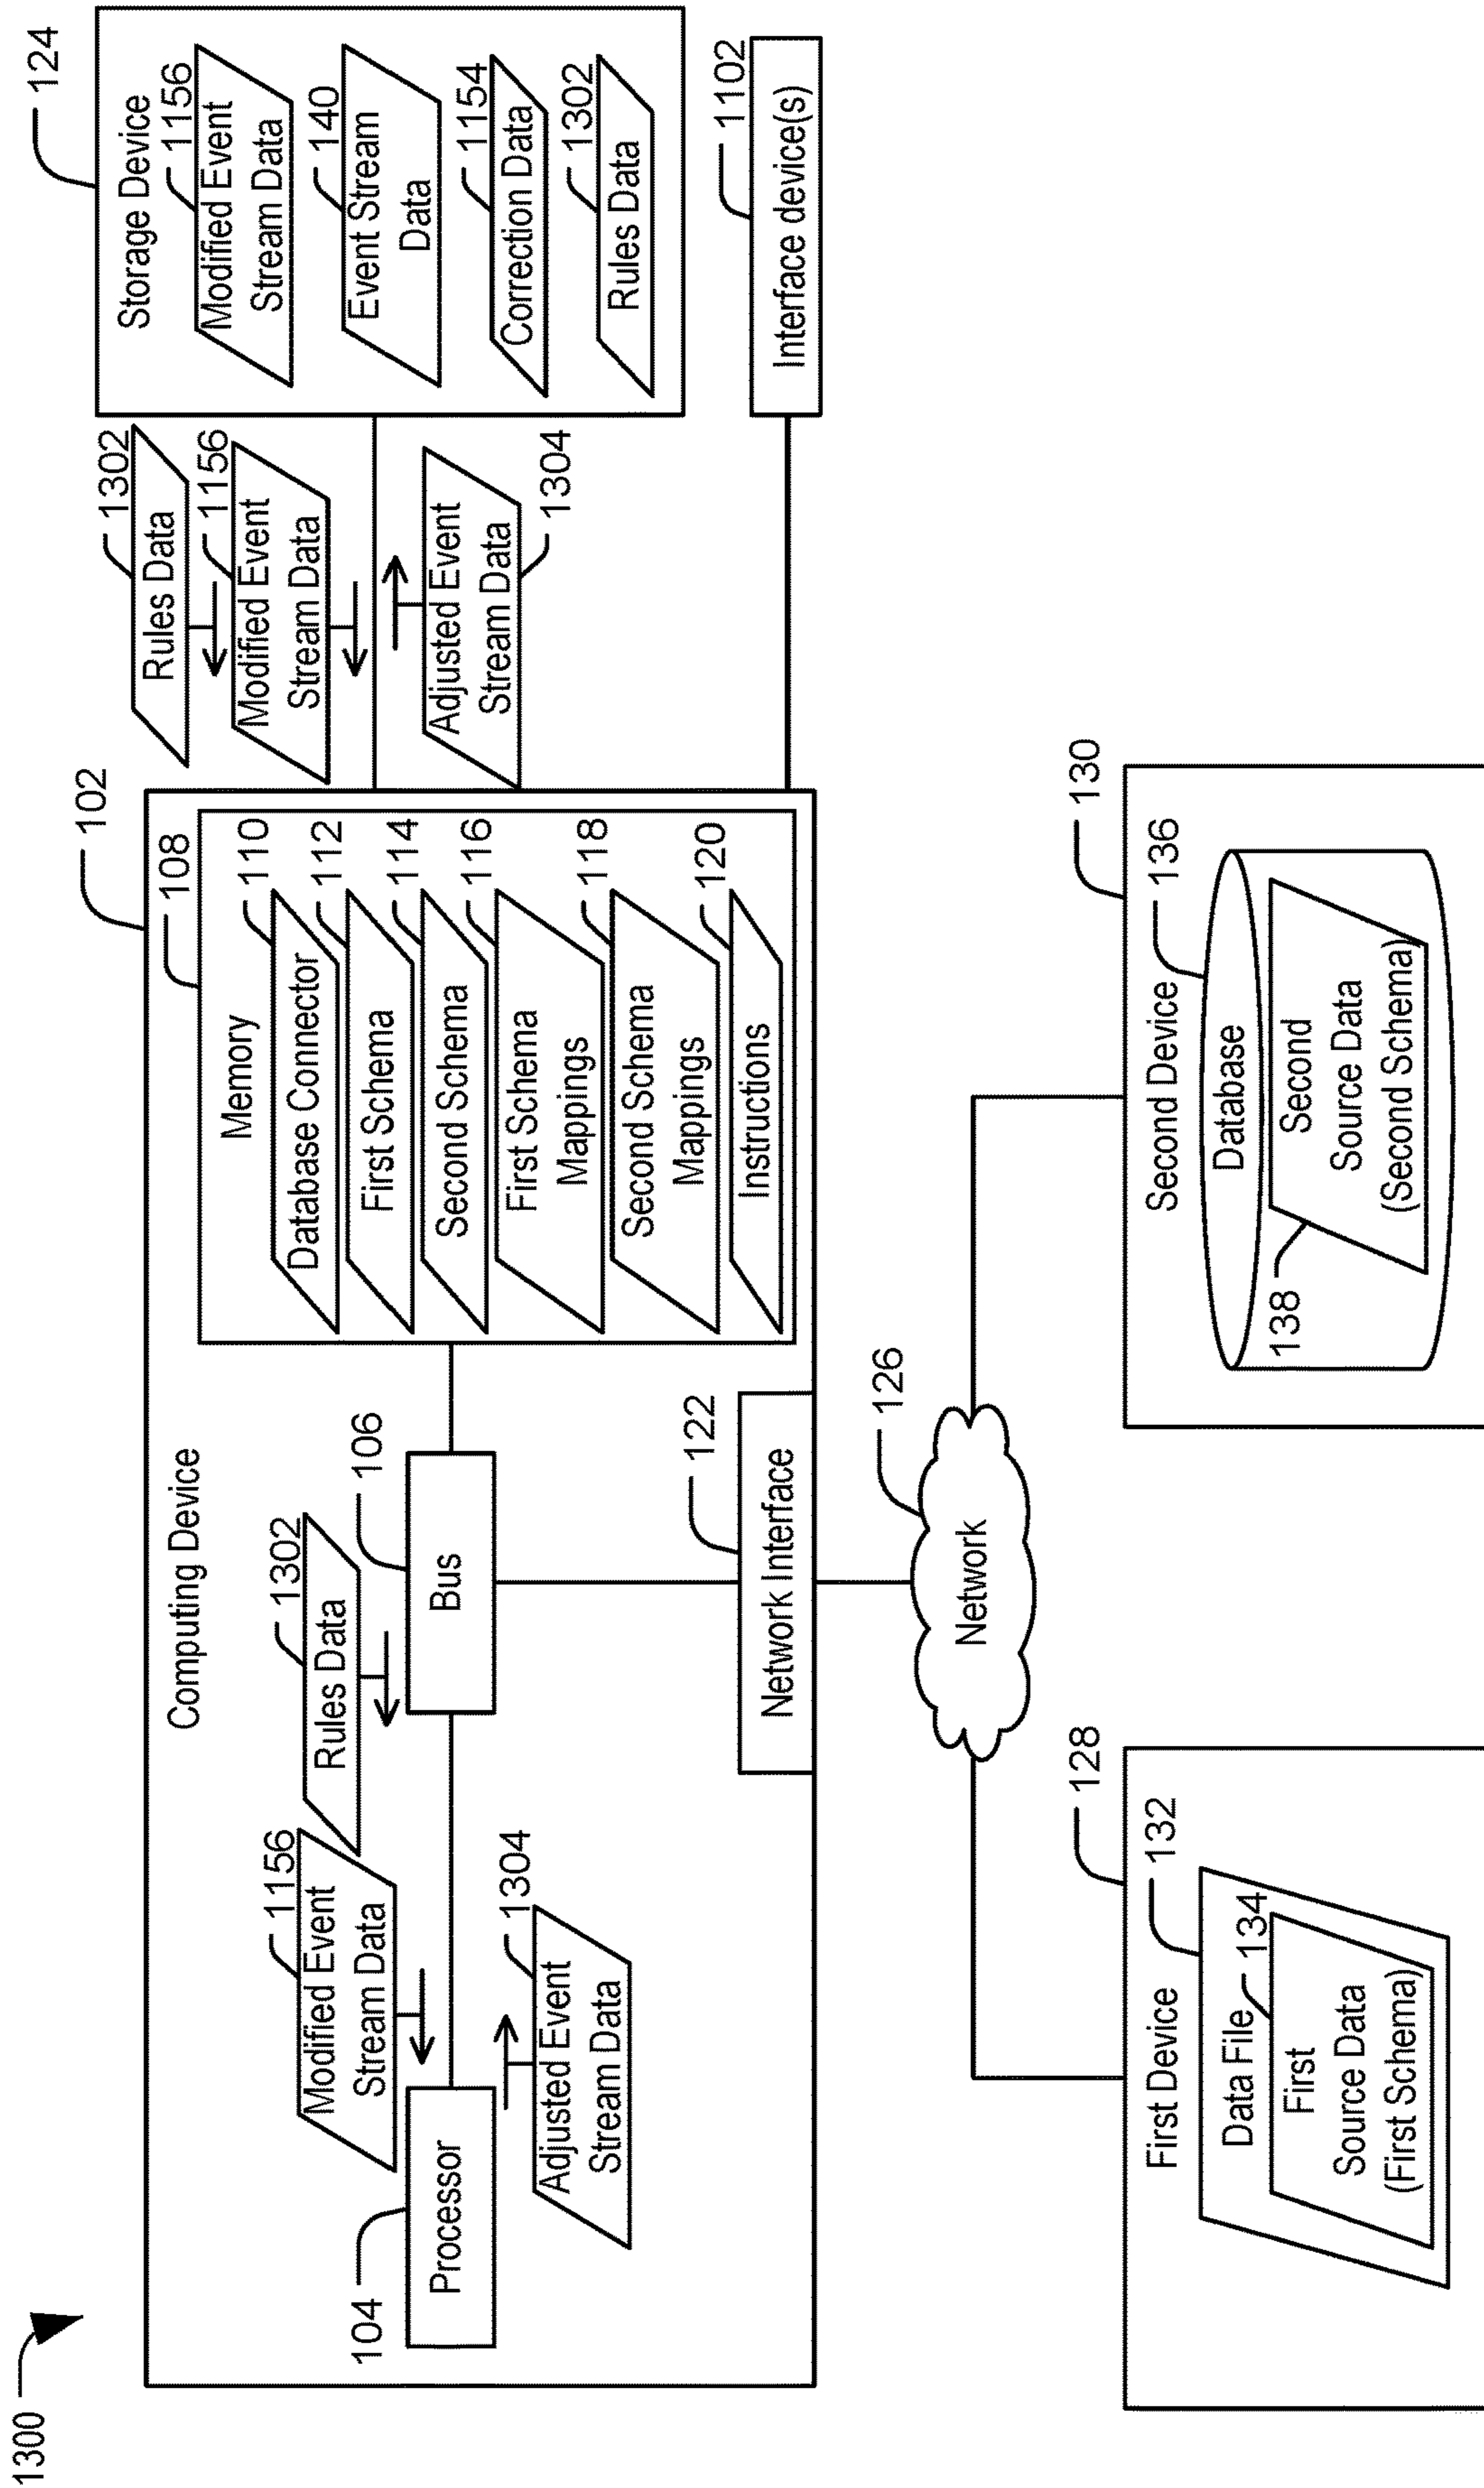 1300
102
Computing Device
104
Processor
1156
Modified Event
Stream Data
1302
Rules Data
106
Bus
1304
Adjusted Event
Stream Data
122
Network Interface
108
Memory
110
Database Connector
112
First Schema
114
Second Schema
116
First Schema
Mappings
118
Second Schema
Mappings
120
Instructions
1302
Rules Data
1156
Modified Event
Stream Data
Adjusted Event
Stream Data
1304
124
Storage Device
1156
Modified Event
Stream Data
140
Event Stream
Data
1154
Correction Data
1302
Rules Data
1102
Interface device(s)
126
Network
128
First Device
132
Data File
134
First
Source Data
(First Schema)
130
Second Device
136
Database
138
Second
Source Data
(Second Schema)